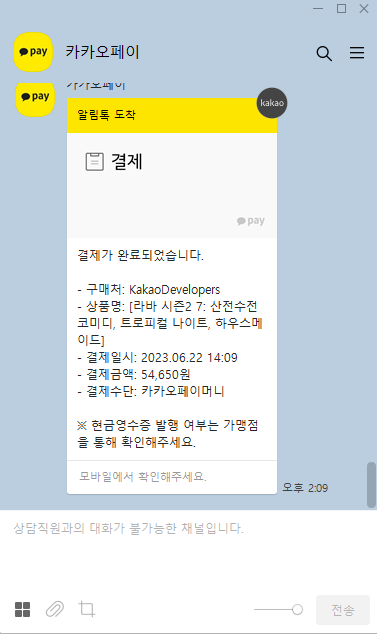 pay
카카오페이
pay
카카오페이
알림톡 도착
kakao
결제
pay
결제가 완료되었습니다.
- 구매처: KakaoDevelopers
- 상품명: [라바 시즌2 7: 산전수전
코미디, 트로피컬 나이트, 하우스메
이드]
- 결제일시: 2023.06.22 14:09
- 결제금액: 54,650원
- 결제수단: 카카오페이머니
※ 현금영수증 발행 여부는 가맹점
을 통해 확인해주세요.
모바일에서 확인해주세요.
오후 2:09
상담직원과의 대화가 불가능한 채널입니다.
전송